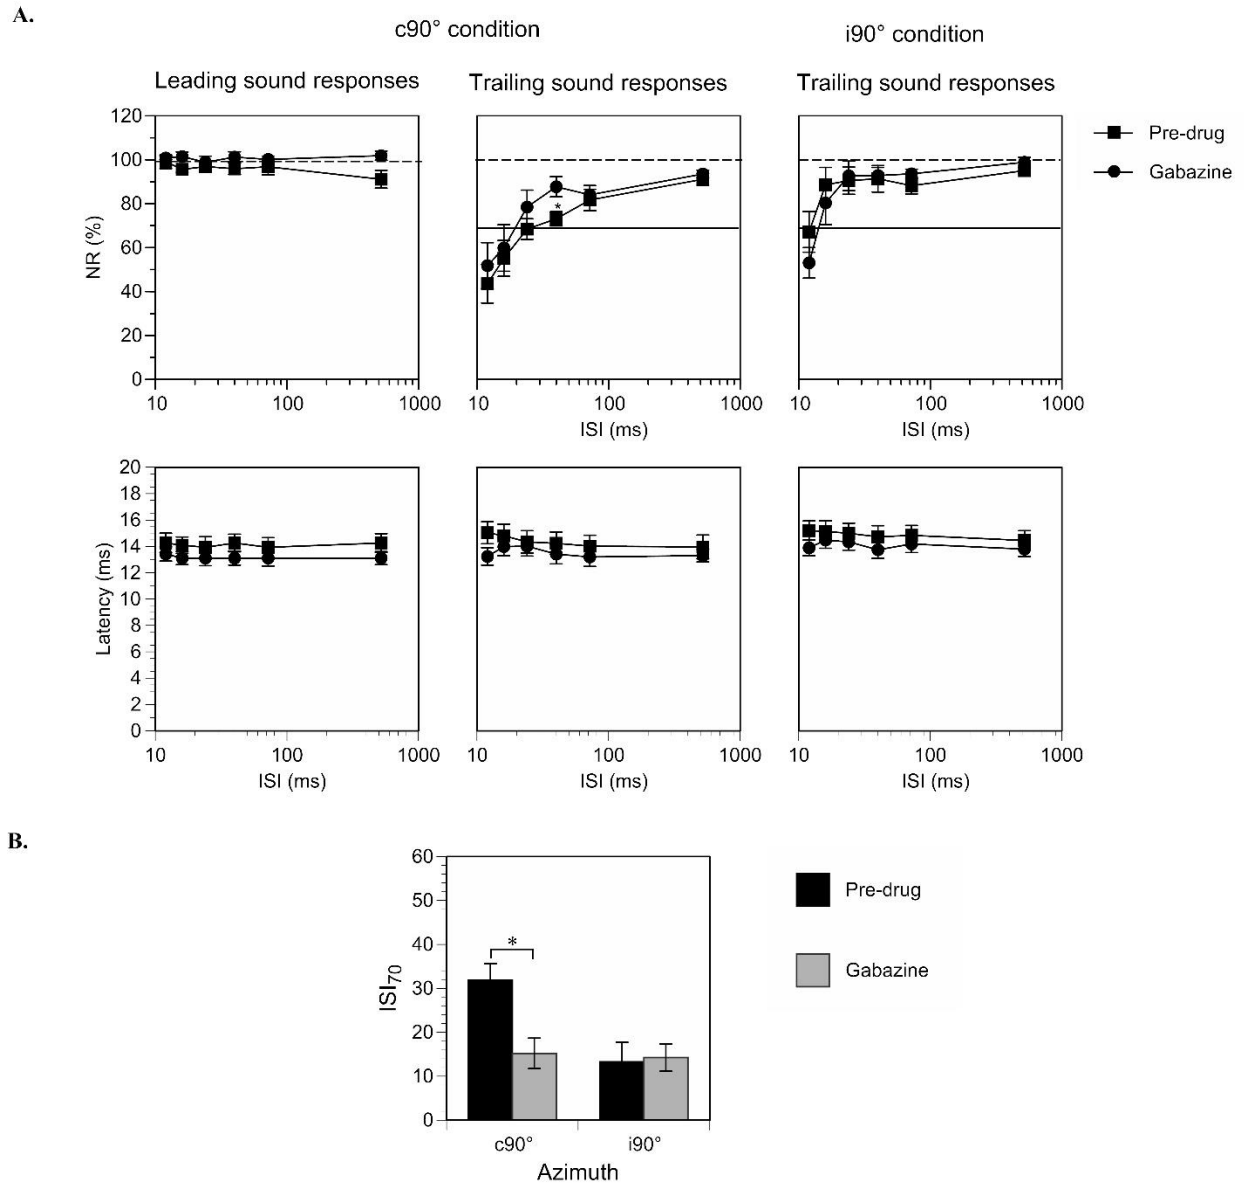 A.
c90° condition
i90° condition
Leading sound responses
Trailing sound responses
Trailing sound responses
NR (%)
120
100
80
60
40
20
0
10 100 1000
10 100 1000
ISI (ms)
10 100 1000
ISI (ms)
*
Pre-drug
Gabazine
Latency (ms)
20
18
16
14
12
10
8
6
4
2
0
10 100 1000
ISI (ms)
10 100 1000
ISI (ms)
10 100 1000
ISI (ms)
B.
ISI70
60
50
40
30
20
10
0
*
c90° i90°
Azimuth
Pre-drug
Gabazine